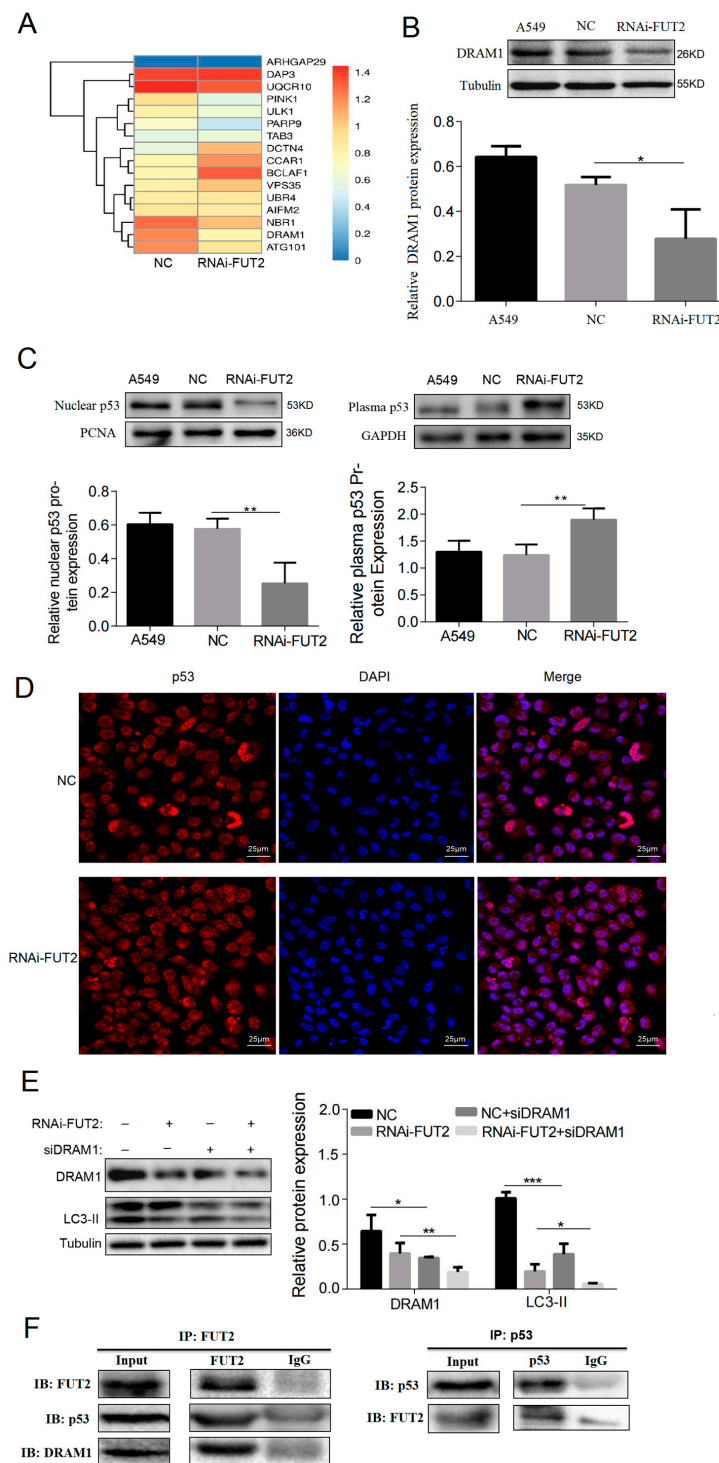 A
ARHGAP29
DAP3
UQCR10
PINK1
ULK1
PARP9
TAB3
DCTN4
CCAR1
BCLAF1
VPS35
UBR4
AIFM2
NBR1
DRAM1
ATG101
NC RNAi-FUT2
1.4
1.2
1
0.8
0.6
0.4
0.2
0
B
A549 NC RNAi-FUT2
DRAM1 26KD
Tubulin 55KD
Relative DRAM1 protein expression
0.6
0.4
0.2
0.0
*
A549 NC RNAi-FUT2
C
A549 NC RNAi-FUT2
Nuclear p53 53KD
PCNA 36KD
Relative nuclear p53 pro-
tein expression
0.8
0.6
0.4
0.2
0.0
**
A549 NC RNAi-FUT2
A549 NC RNAi-FUT2
Plasma p53 53KD
GAPDH 35KD
Relative plasma p53 Pr-
otein Expression
2.5
2.0
1.5
1.0
0.5
0.0
**
A549 NC RNAi-FUT2
D
p53 DAPI Merge
NC
25μm 25μm 25μm
RNAi-FUT2
25μm 25μm 25μm
E
RNAi-FUT2: – + – +
siDRAM1: – – + +
DRAM1
LC3-II
Tubulin
Relative protein expression
2.0
1.5
1.0
0.5
0.0
NC NC+siDRAM1
RNAi-FUT2 RNAi-FUT2+siDRAM1
* ** *** *
DRAM1 LC3-II
F
IP: FUT2
Input FUT2 IgG
IB: FUT2
IB: p53
IB: DRAM1
IP: p53
Input p53 IgG
IB: p53
IB: FUT2